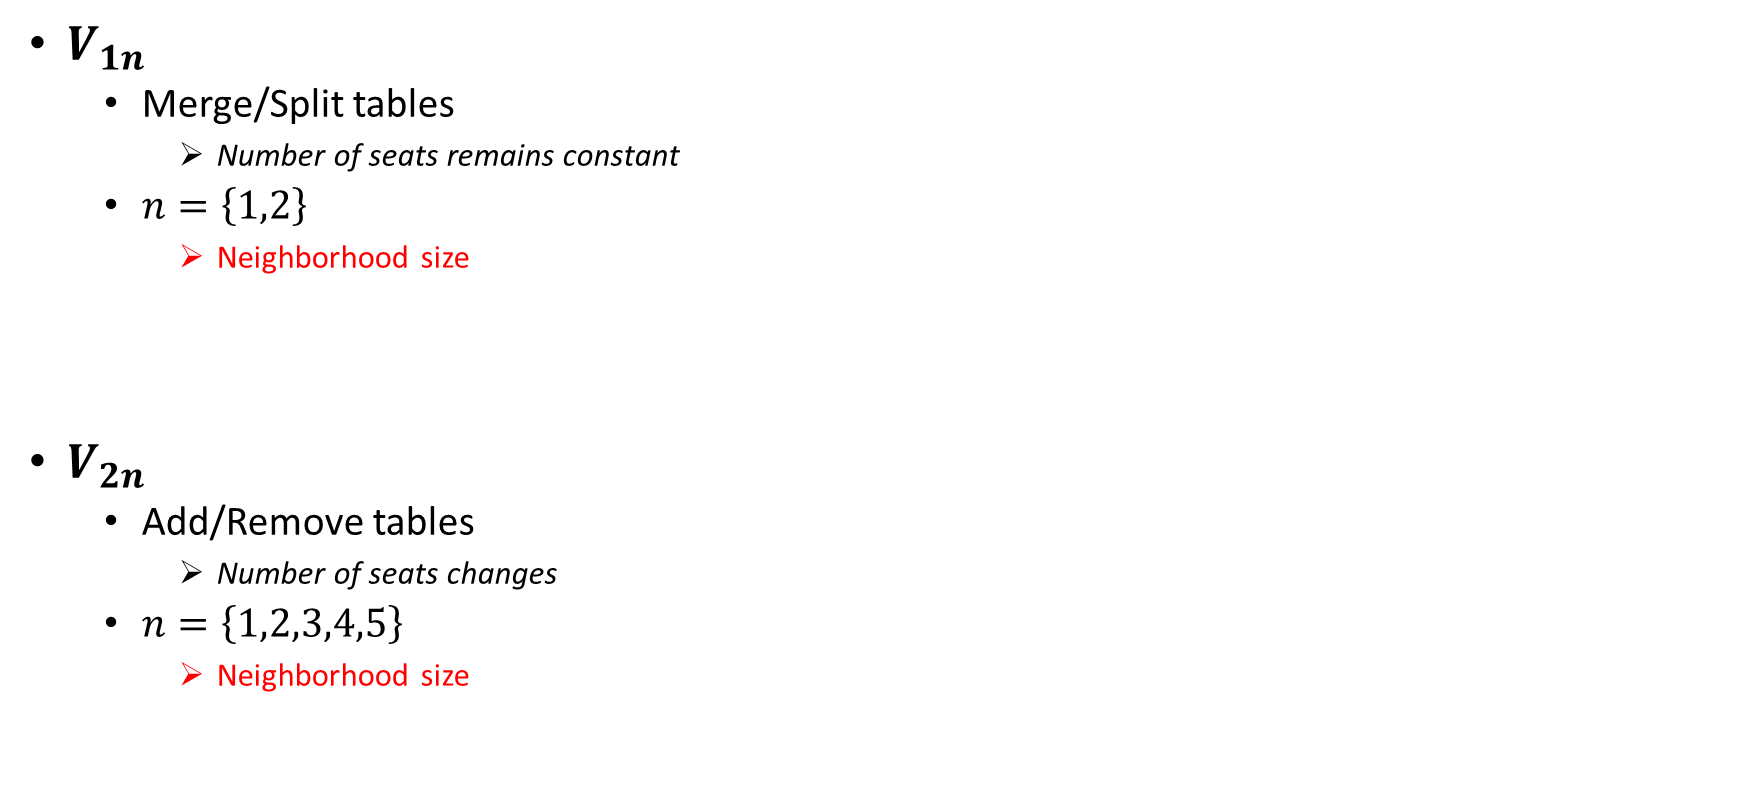 • V₁ₙ
• Merge/Split tables
➢ Number of seats remains constant
• n = {1,2}
➢ Neighborhood size
• V₂ₙ
• Add/Remove tables
➢ Number of seats changes
• n = {1,2,3,4,5}
➢ Neighborhood size